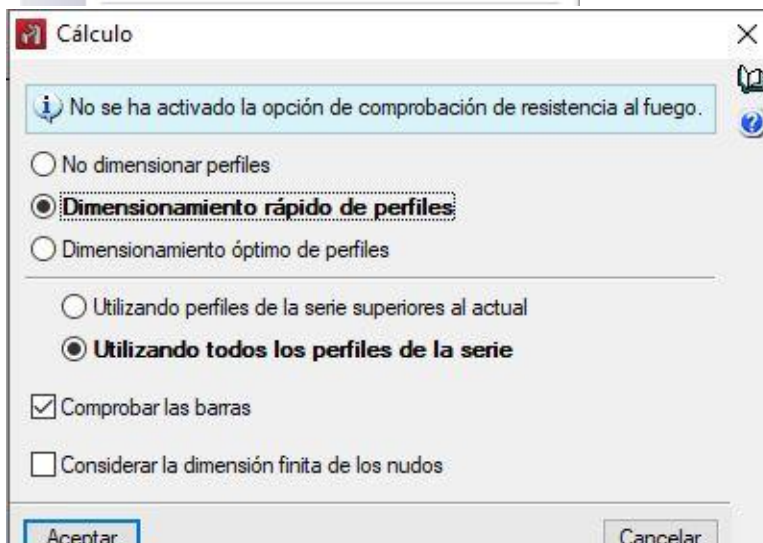 Cálculo
No se ha activado la opción de comprobación de resistencia al fuego.
No dimensionar perfiles
Dimensionamiento rápido de perfiles
Dimensionamiento óptimo de perfiles
Utilizando perfiles de la serie superiores al actual
Utilizando todos los perfiles de la serie
Comprobar las barras
Considerar la dimensión finita de los nudos
Aceptar
Cancelar